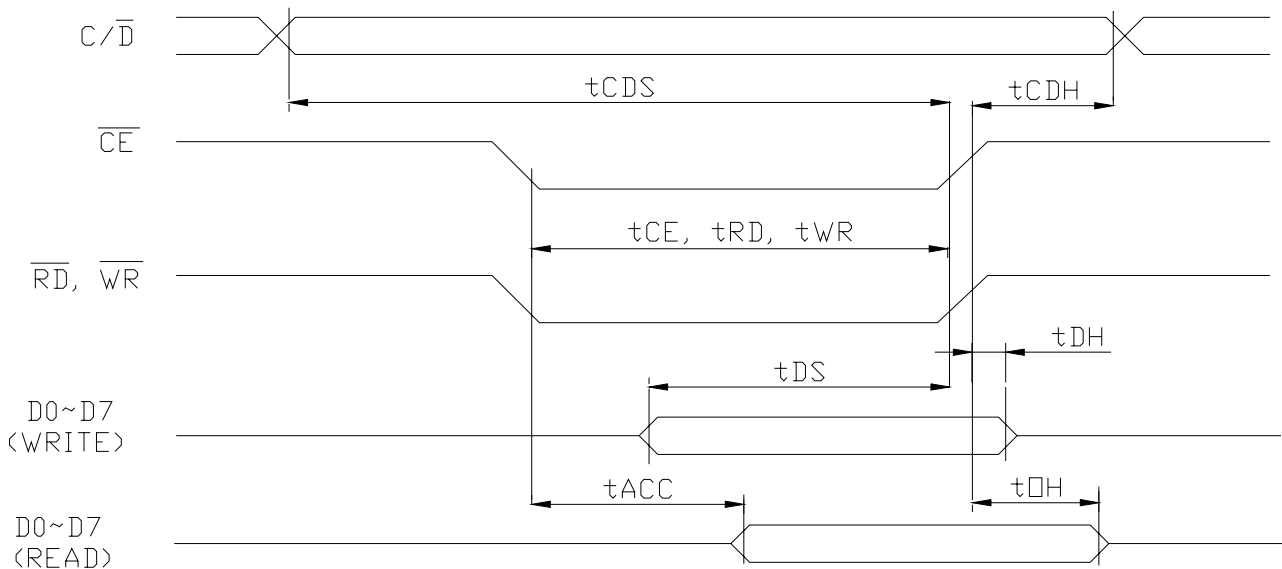 C/D̅
tCDS
tCDH
C̅E̅
tCE, tRD, tWR
R̅D̅, W̅R̅
tDH
tDS
D0~D7
(WRITE)
tACC
tOH
D0~D7
(READ)